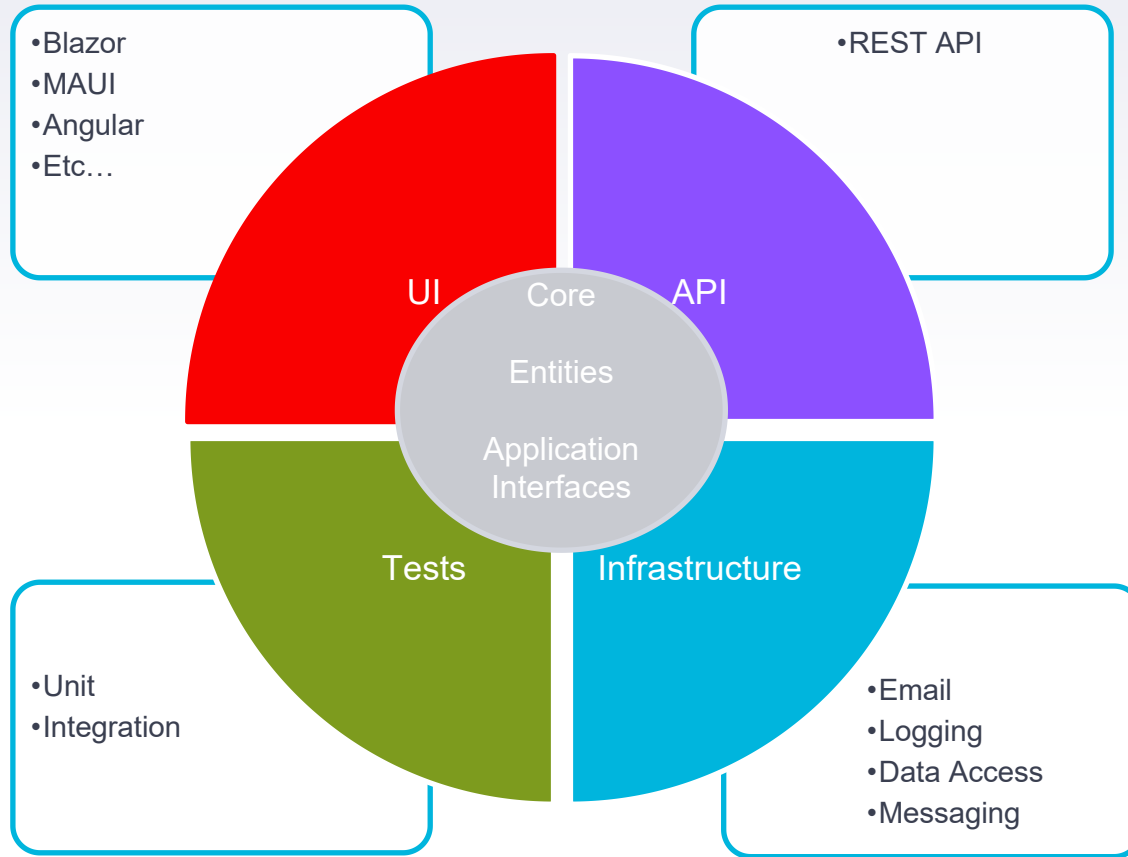 •Blazor
•MAUI
•Angular
•Etc…
•REST API
UI
API
Core
Entities
Application
Interfaces
Tests
Infrastructure
•Unit
•Integration
•Email
•Logging
•Data Access
•Messaging